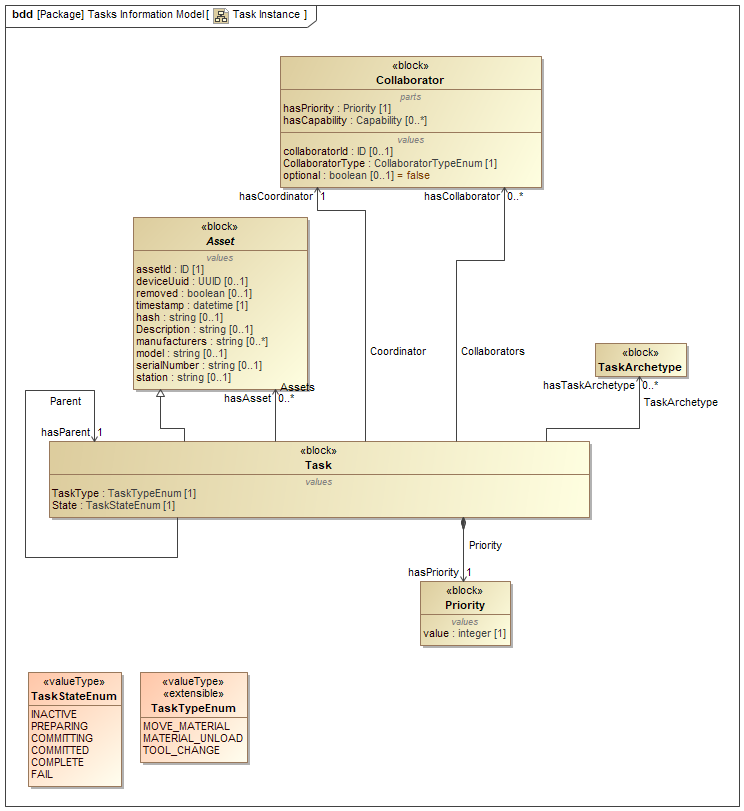 bdd [Package] Tasks Information Model[ Task Instance ]
«block»
Collaborator
parts
hasPriority : Priority [1]
hasCapability : Capability [0..*]
values
collaboratorId : ID [0..1]
CollaboratorType : CollaboratorTypeEnum [1]
optional : boolean [0..1] = false
hasCoordinator 1
hasCollaborator 0..*
«block»
Asset
values
assetId : ID [1]
deviceUuid : UUID [0..1]
removed : boolean [0..1]
timestamp : datetime [1]
hash : string [0..1]
Description : string [0..1]
manufacturers : string [0..*]
model : string [0..1]
serialNumber : string [0..1]
station : string [0..1]
Coordinator
Collaborators
«block»
TaskArchetype
hasTaskArchetype 0..*
TaskArchetype
Assets
hasAsset 0..*
Parent
hasParent 1
«block»
Task
values
TaskType : TaskTypeEnum [1]
State : TaskStateEnum [1]
Priority
hasPriority 1
«block»
Priority
values
value : integer [1]
«valueType»
TaskStateEnum
INACTIVE
PREPARING
COMMITTING
COMMITTED
COMPLETE
FAIL
«valueType»
«extensible»
TaskTypeEnum
MOVE_MATERIAL
MATERIAL_UNLOAD
TOOL_CHANGE